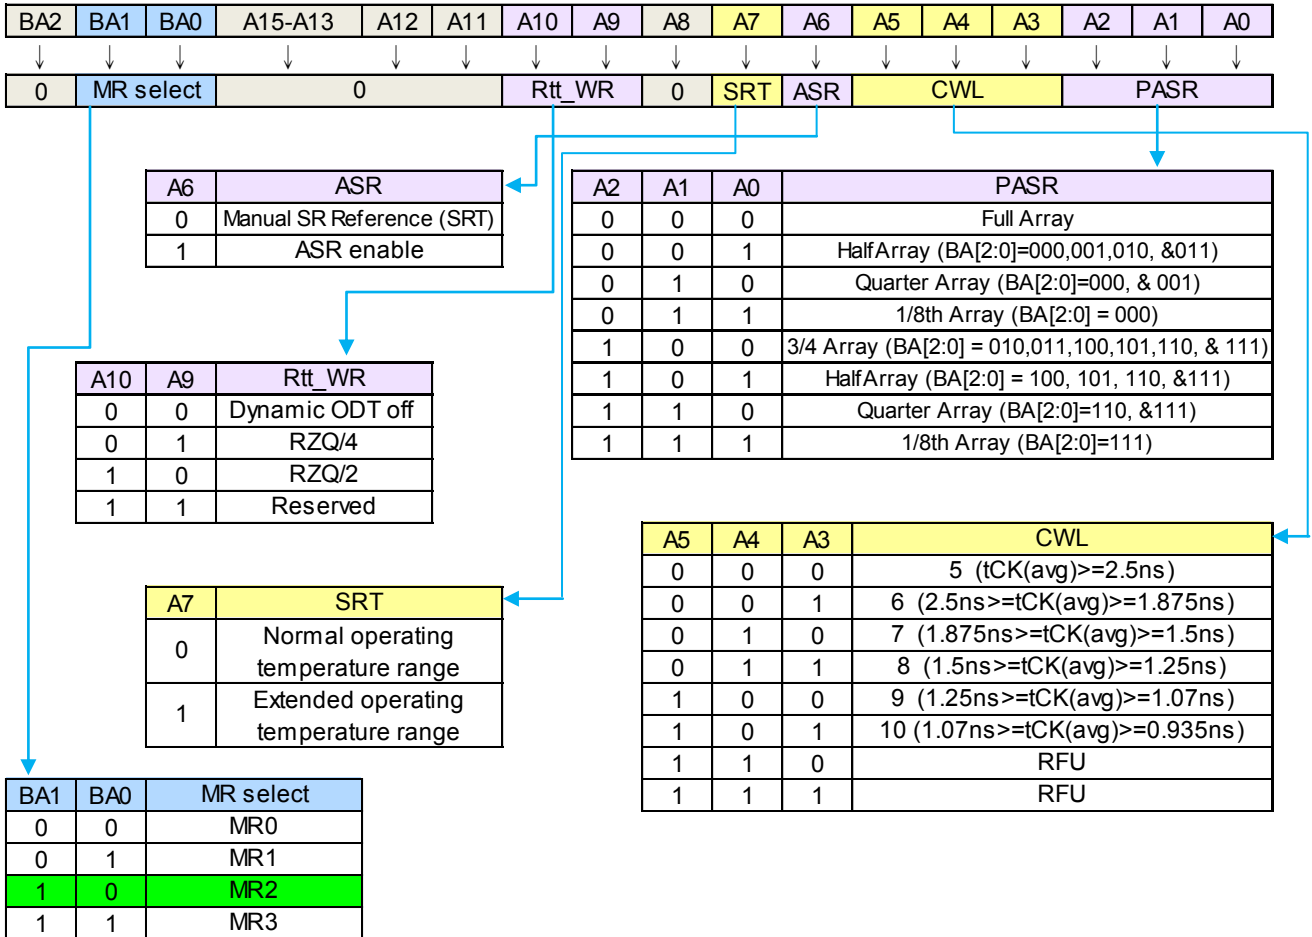 BA2 BA1 BA0 A15-A13 A12 A11 A10 A9 A8 A7 A6 A5 A4 A3 A2 A1 A0
0 MR select 0 Rtt_WR 0 SRT ASR CWL PASR
A6 ASR
0 Manual SR Reference (SRT)
1 ASR enable
A2 A1 A0 PASR
0 0 0 Full Array
0 0 1 HalfArray (BA[2:0]=000,001,010, &011)
0 1 0 Quarter Array (BA[2:0]=000, & 001)
0 1 1 1/8th Array (BA[2:0] = 000)
1 0 0 3/4 Array (BA[2:0] = 010,011,100,101,110, & 111)
1 0 1 HalfArray (BA[2:0] = 100, 101, 110, &111)
1 1 0 Quarter Array (BA[2:0]=110, &111)
1 1 1 1/8th Array (BA[2:0]=111)
A10 A9 Rtt_WR
0 0 Dynamic ODT off
0 1 RZQ/4
1 0 RZQ/2
1 1 Reserved
A5 A4 A3 CWL
0 0 0 5 (tCK(avg)>=2.5ns)
0 0 1 6 (2.5ns>=tCK(avg)>=1.875ns)
0 1 0 7 (1.875ns>=tCK(avg)>=1.5ns)
0 1 1 8 (1.5ns>=tCK(avg)>=1.25ns)
1 0 0 9 (1.25ns>=tCK(avg)>=1.07ns)
1 0 1 10 (1.07ns>=tCK(avg)>=0.935ns)
1 1 0 RFU
1 1 1 RFU
A7 SRT
0 Normal operating
temperature range
1 Extended operating
temperature range
BA1 BA0 MR select
0 0 MR0
0 1 MR1
1 0 MR2
1 1 MR3